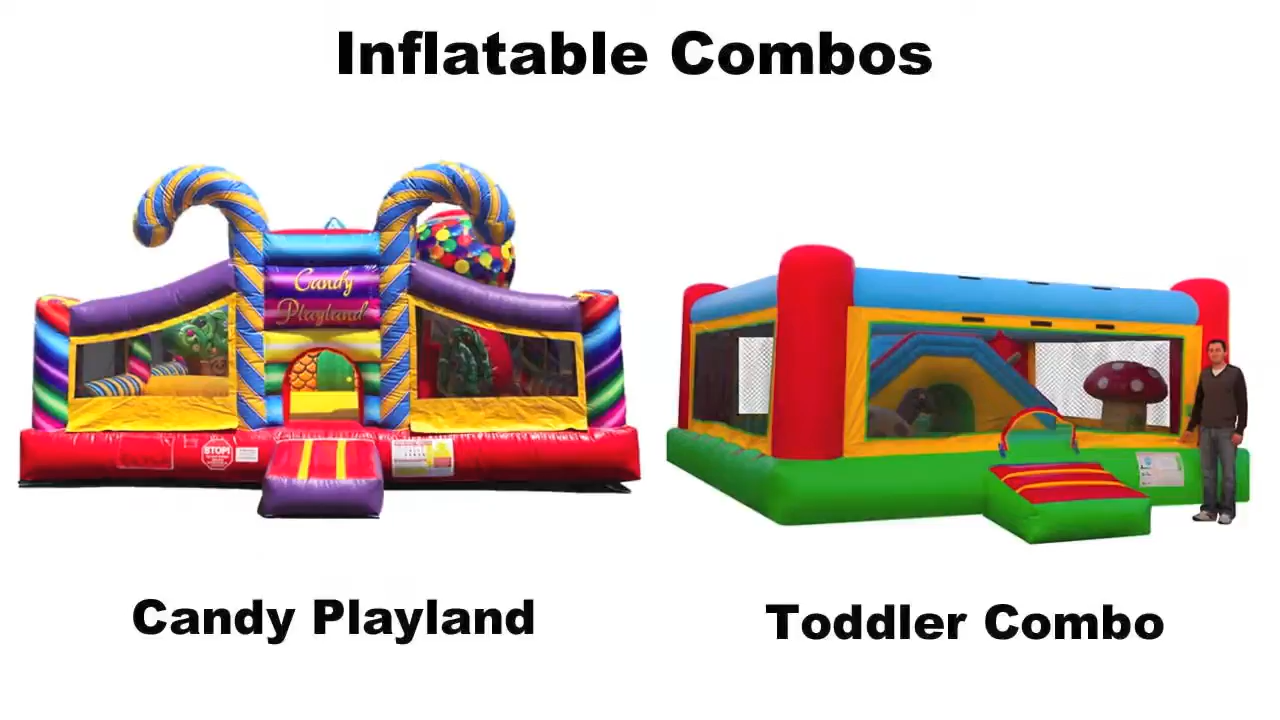 Inflatable Combos
Candy
Playland
STOP!
Candy Playland
Toddler Combo